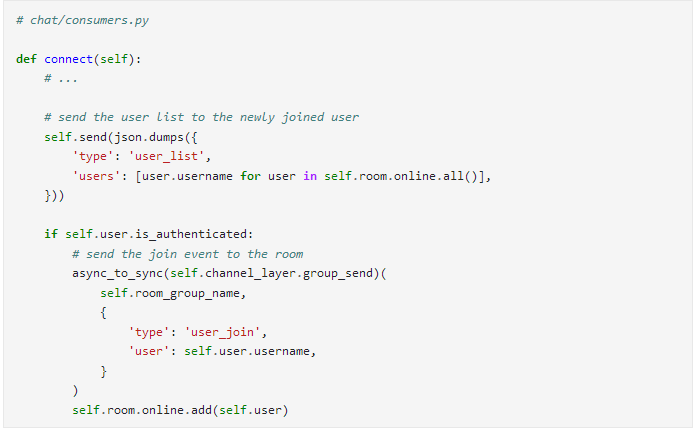 # chat/consumers.py
def connect(self):
    # ...
    # send the user list to the newly joined user
    self.send(json.dumps({
        'type': 'user_list',
        'users': [user.username for user in self.room.online.all()],
    }))
    if self.user.is_authenticated:
        # send the join event to the room
        async_to_sync(self.channel_layer.group_send)(
            self.room_group_name,
            {
                'type': 'user_join',
                'user': self.user.username,
            }
        )
        self.room.online.add(self.user)